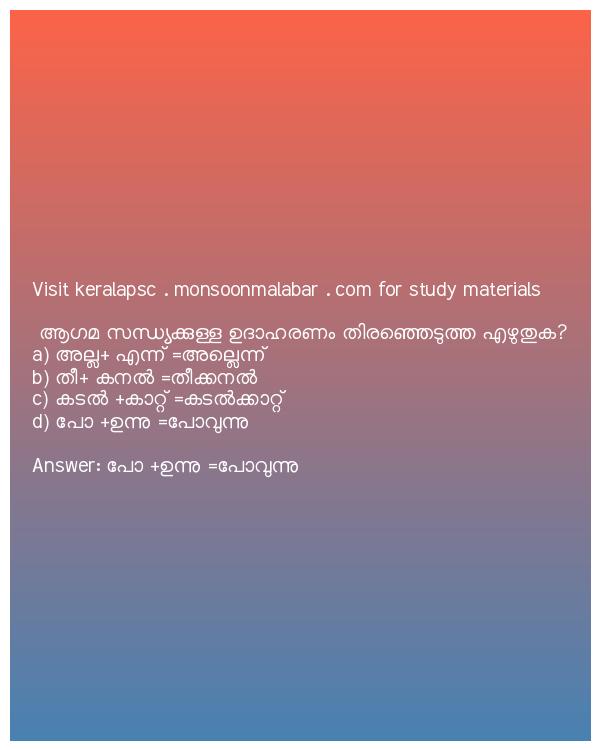 Visit keralapsc . monsoonmalabar . com for study materials
ആഗമ സന്ധ്യക്കുള്ള ഉദാഹരണം തിരഞ്ഞെടുത്ത എഴുതുക?
a) അല്ല+ എന്ന് =അല്ലെന്ന്
b) തീ+ കനൽ =തീക്കനൽ
c) കടൽ +കാറ്റ് =കടൽക്കാറ്റ്
d) പോ +ഉന്നു =പോവുന്നു
Answer: പോ +ഉന്നു =പോവുന്നു